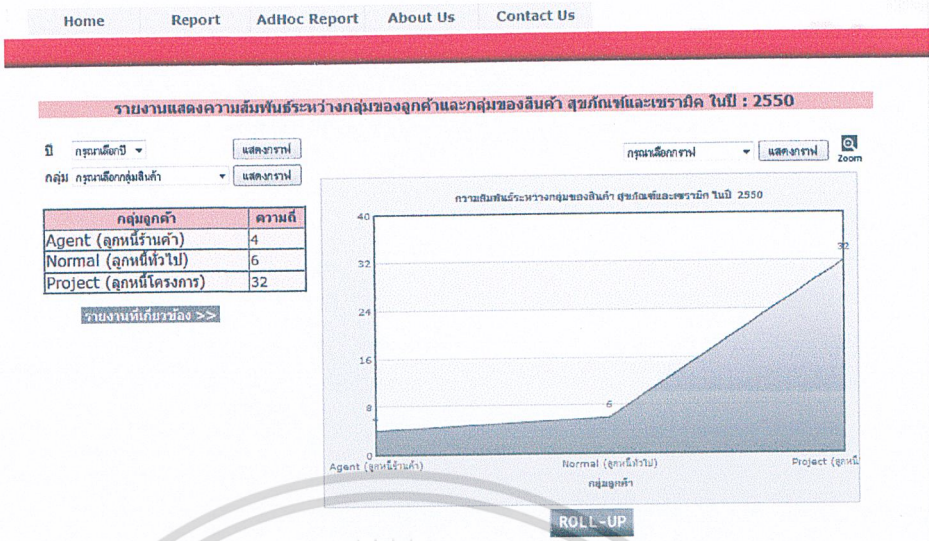 Home Report AdHoc Report About Us Contact Us
รายงานแสดงความสัมพันธ์ระหว่างกลุ่มของลูกค้าและกลุ่มของสินค้า สุขภัณฑ์และเซรามิค ในปี : 2550
ปี กรุณาเลือกปี แสดงกราฟ
กลุ่ม กรุณาเลือกกลุ่มสินค้า แสดงกราฟ
กรุณาเลือกกราฟ แสดงกราฟ Zoom
กลุ่มลูกค้า ความถี่
Agent (ลูกหนี้ร้านค้า) 4
Normal (ลูกหนี้ทั่วไป) 6
Project (ลูกหนี้โครงการ) 32
รายงานที่เกี่ยวข้อง >>
ความสัมพันธ์ระหว่างกลุ่มของสินค้า สุขภัณฑ์และเซรามิค ในปี 2550
40
32
32
24
16
8
6
0
Agent (ลูกหนี้ร้านค้า) Normal (ลูกหนี้ทั่วไป) Project (ลูกหนี้
กลุ่มลูกค้า
ROLL-UP